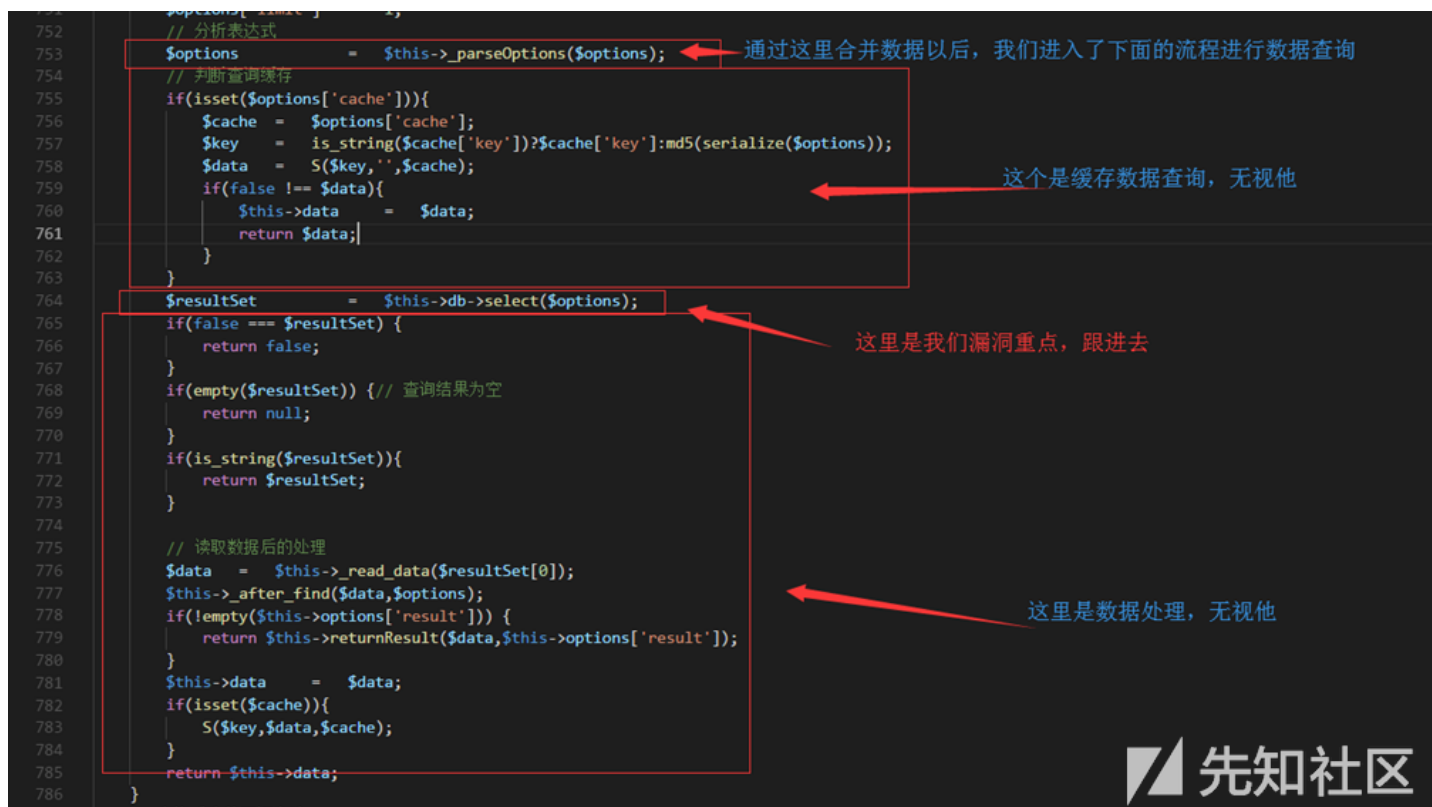 751 $options['limit'] = 1;
752 // 分析表达式
753 $options = $this->_parseOptions($options); 通过这里合并数据以后，我们进入了下面的流程进行数据查询
754 // 判断查询缓存
755 if(isset($options['cache'])){
756 $cache = $options['cache'];
757 $key = is_string($cache['key'])?$cache['key']:md5(serialize($options));
758 $data = S($key,'',$cache); 这个是缓存数据查询，无视他
759 if(false !== $data){
760 $this->data = $data;
761 return $data;
762 }
763 }
764 $resultSet = $this->db->select($options);
765 if(false === $resultSet) {
766 return false; 这里是我们漏洞重点，跟进去
767 }
768 if(empty($resultSet)) {// 查询结果为空
769 return null;
770 }
771 if(is_string($resultSet)){
772 return $resultSet;
773 }
774
775 // 读取数据后的处理
776 $data = $this->_read_data($resultSet[0]);
777 $this->_after_find($data,$options);
778 if(!empty($this->options['result'])) { 这里是数据处理，无视他
779 return $this->returnResult($data,$this->options['result']);
780 }
781 $this->data = $data;
782 if(isset($cache)){
783 S($key,$data,$cache);
784 }
785 return $this->data;
786 }
先知社区